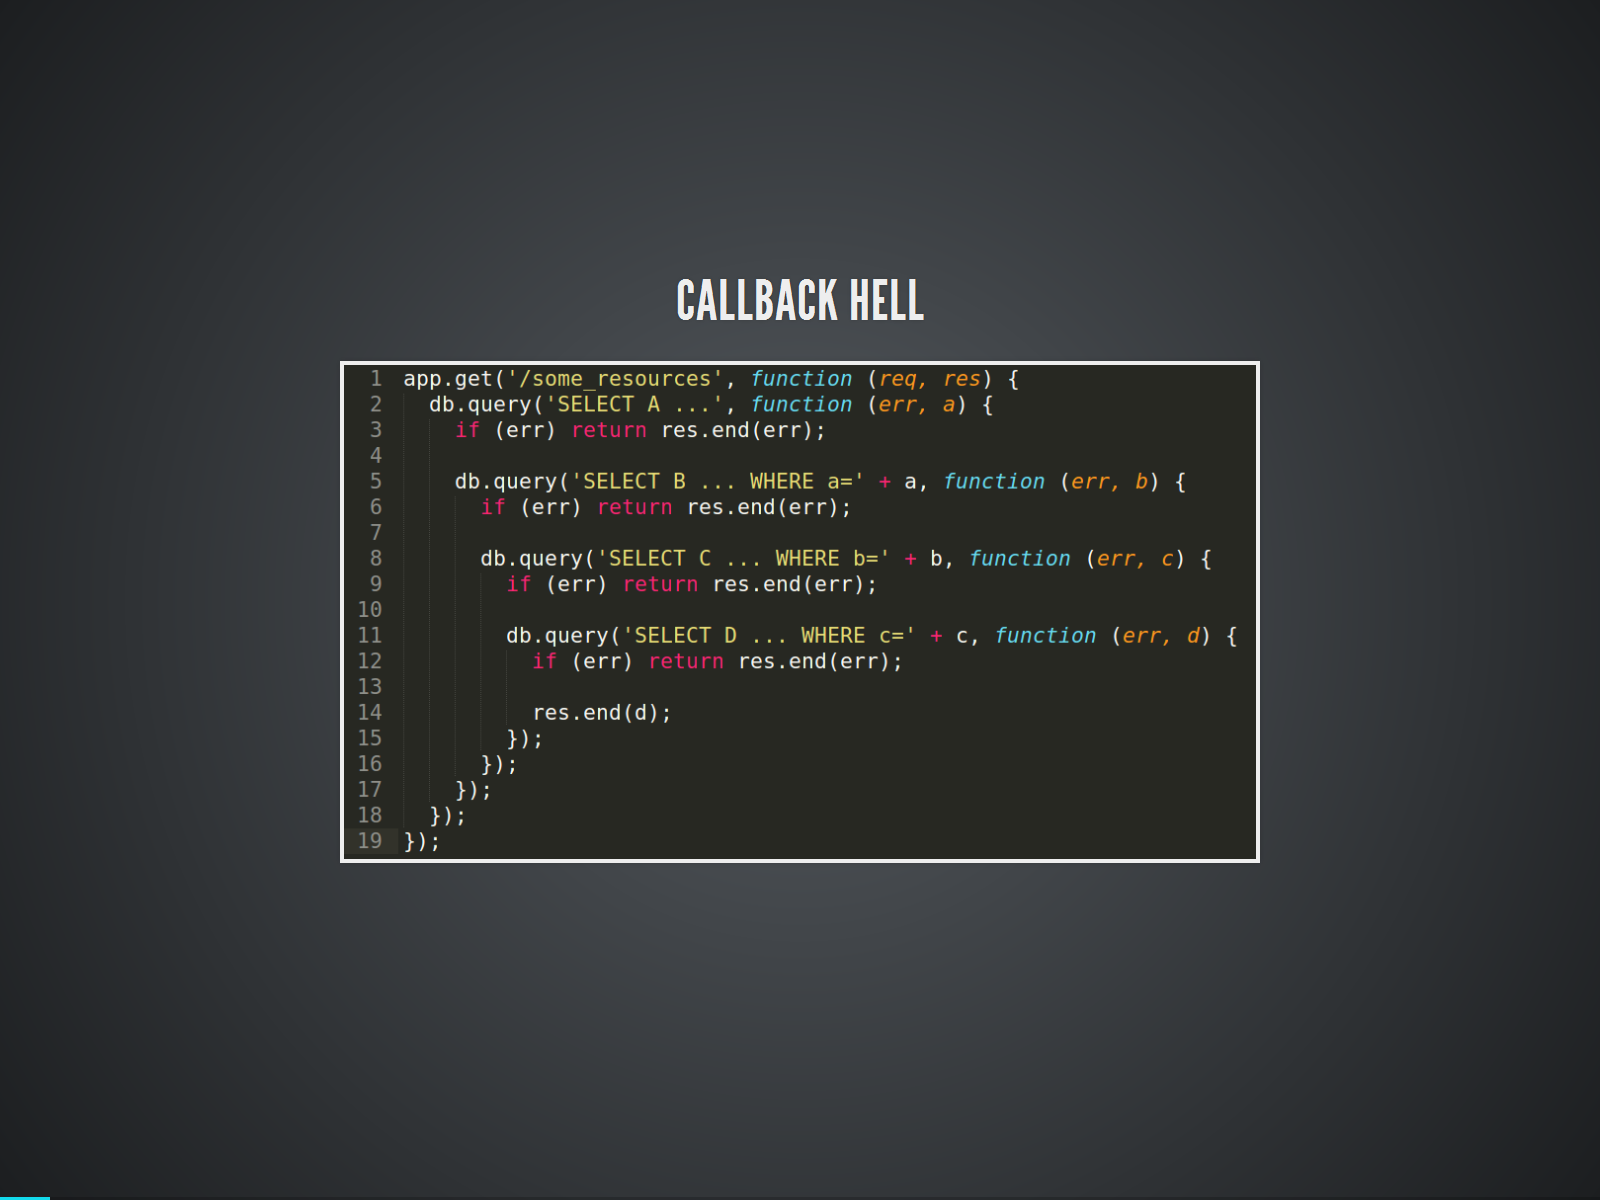 CALLBACK HELL
1 app.get('/some_resources', function (req, res) {
2   db.query('SELECT A ...', function (err, a) {
3     if (err) return res.end(err);
4
5     db.query('SELECT B ... WHERE a=' + a, function (err, b) {
6       if (err) return res.end(err);
7
8       db.query('SELECT C ... WHERE b=' + b, function (err, c) {
9         if (err) return res.end(err);
10
11         db.query('SELECT D ... WHERE c=' + c, function (err, d) {
12           if (err) return res.end(err);
13
14           res.end(d);
15         });
16       });
17     });
18   });
19 });